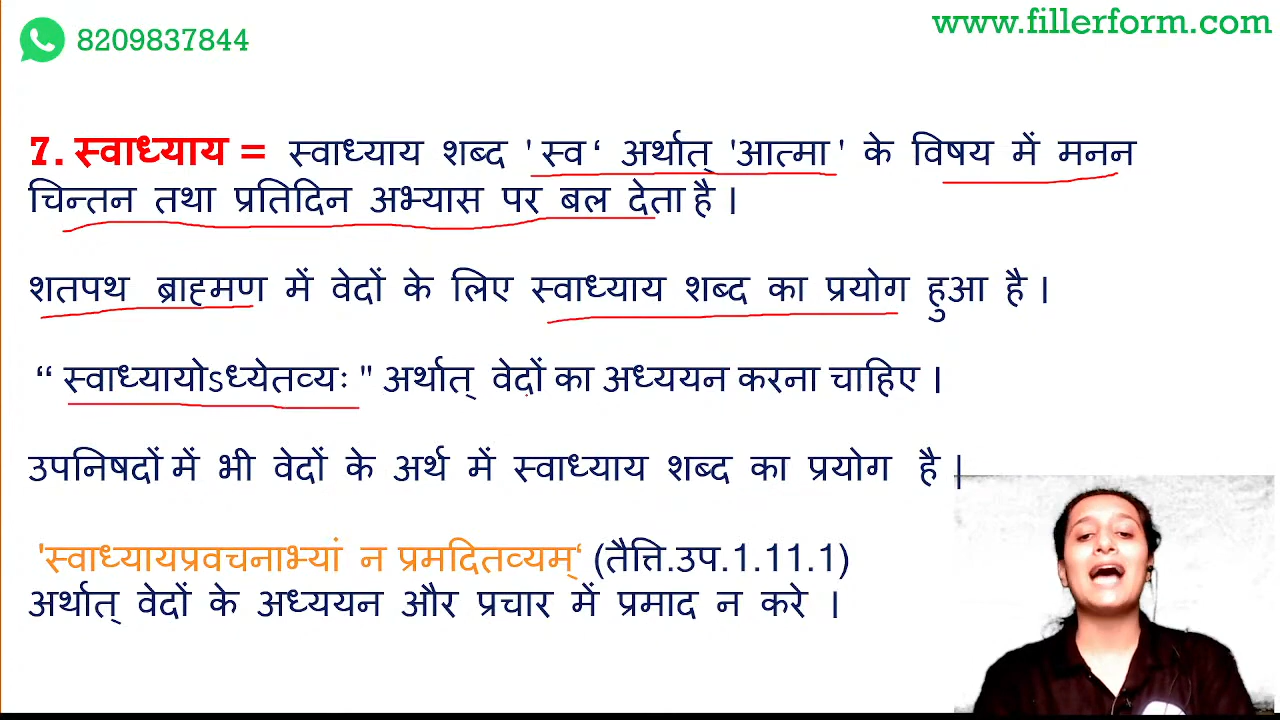 8209837844
www.fillerform.com
7. स्वाध्याय = स्वाध्याय शब्द ' स्व‘ अर्थात् 'आत्मा ' के विषय में मनन
चिन्तन तथा प्रतिदिन अभ्यास पर बल देता है ।
शतपथ ब्राह्मण में वेदों के लिए स्वाध्याय शब्द का प्रयोग हुआ है ।
“ स्वाध्यायोऽध्येतव्यः " अर्थात् वेदों का अध्ययन करना चाहिए ।
उपनिषदों में भी वेदों के अर्थ में स्वाध्याय शब्द का प्रयोग है ।
'स्वाध्यायप्रवचनाभ्यां न प्रमदितव्यम्‘ (तैत्ति.उप.1.11.1)
अर्थात् वेदों के अध्ययन और प्रचार में प्रमाद न करे ।